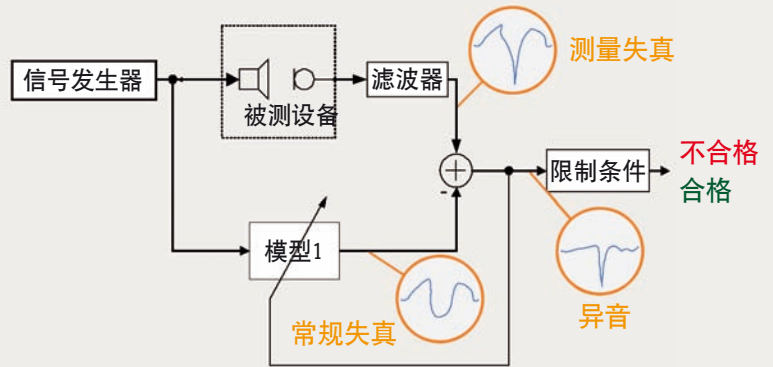 测量失真
信号发生器
滤波器
被测设备
+
-
限制条件
不合格
合格
模型1
常规失真
异音